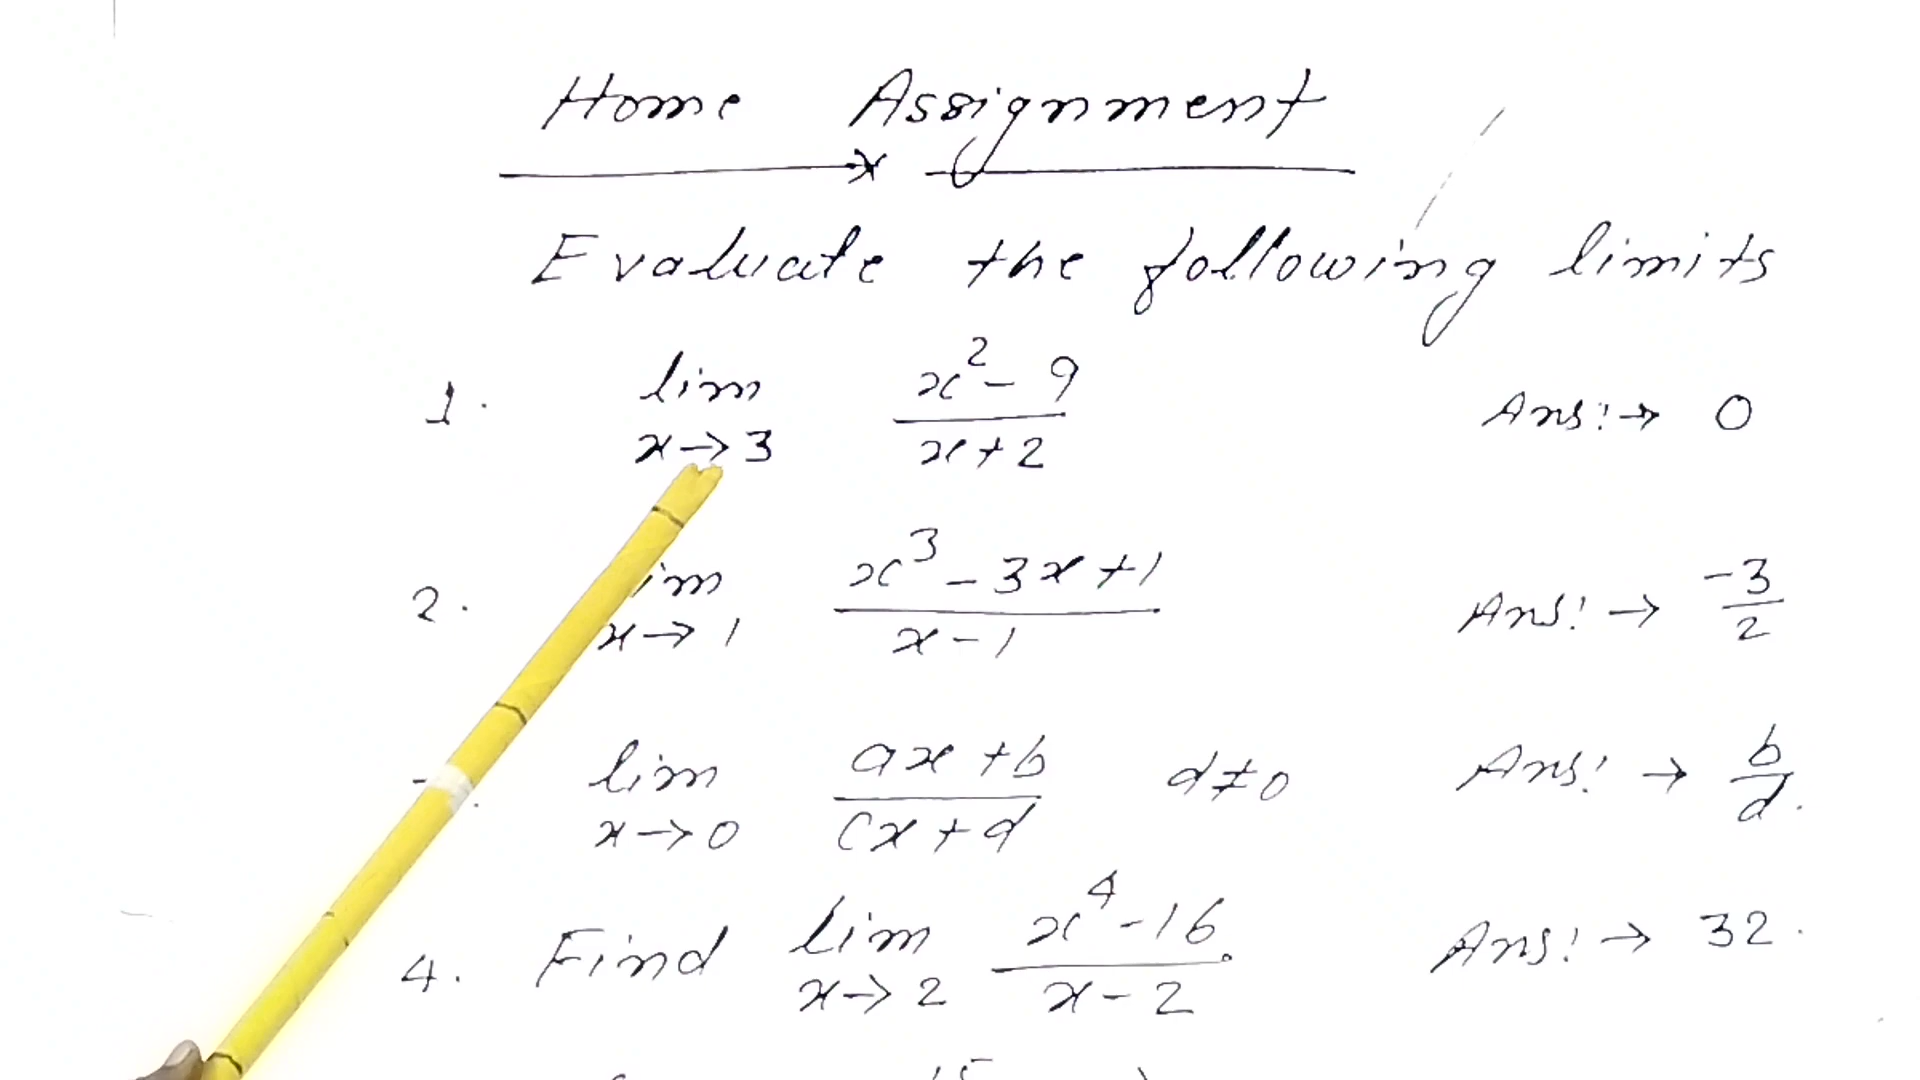 Home Assignment
Evaluate the following limits
1. lim x→3 (x² - 9)/(x+2) Ans! → 0
2. im x→1 (x³ - 3x+1)/(x-1) Ans! → -3/2
lim x→0 (ax+b)/(cx+d) d≠0 Ans! → b/d.
4. Find lim x→2 (x⁴-16)/(x-2). Ans! → 32.